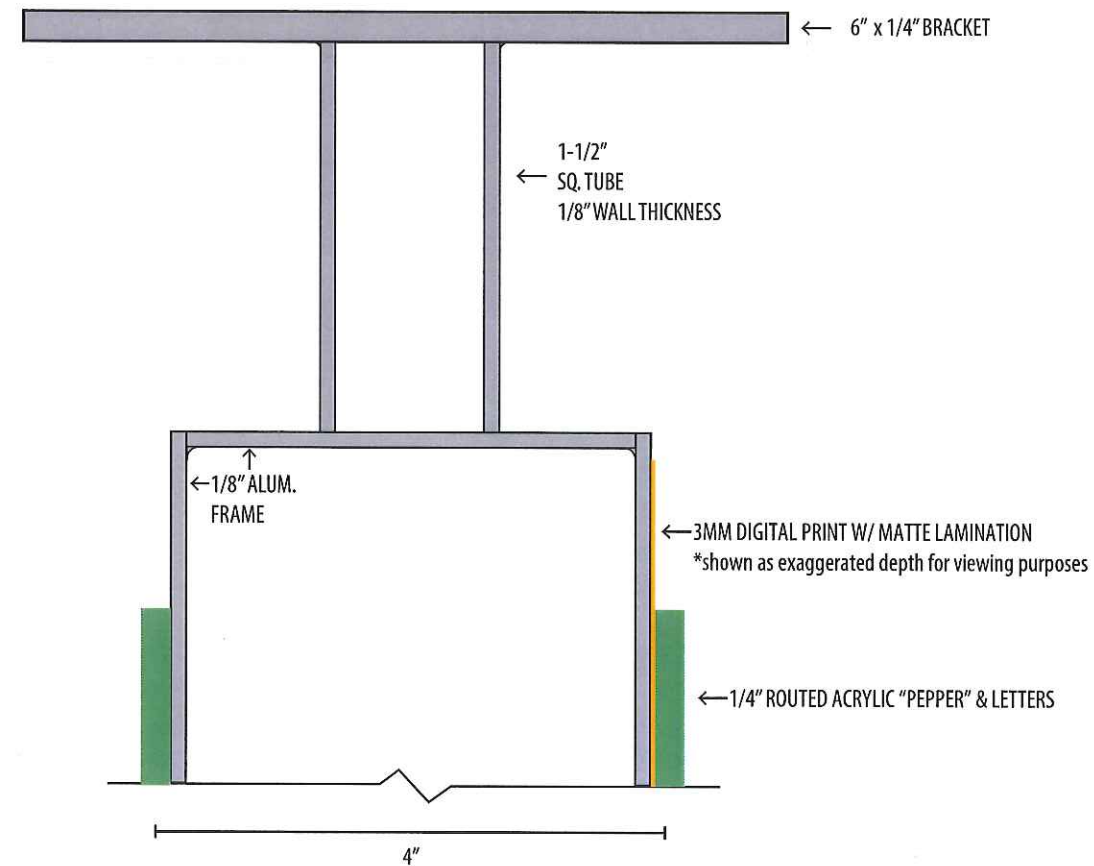 6" x 1/4" BRACKET
1-1/2"
SQ. TUBE
1/8" WALL THICKNESS
1/8" ALUM.
FRAME
3MM DIGITAL PRINT W/ MATTE LAMINATION
*shown as exaggerated depth for viewing purposes
1/4" ROUTED ACRYLIC “PEPPER” & LETTERS
4"